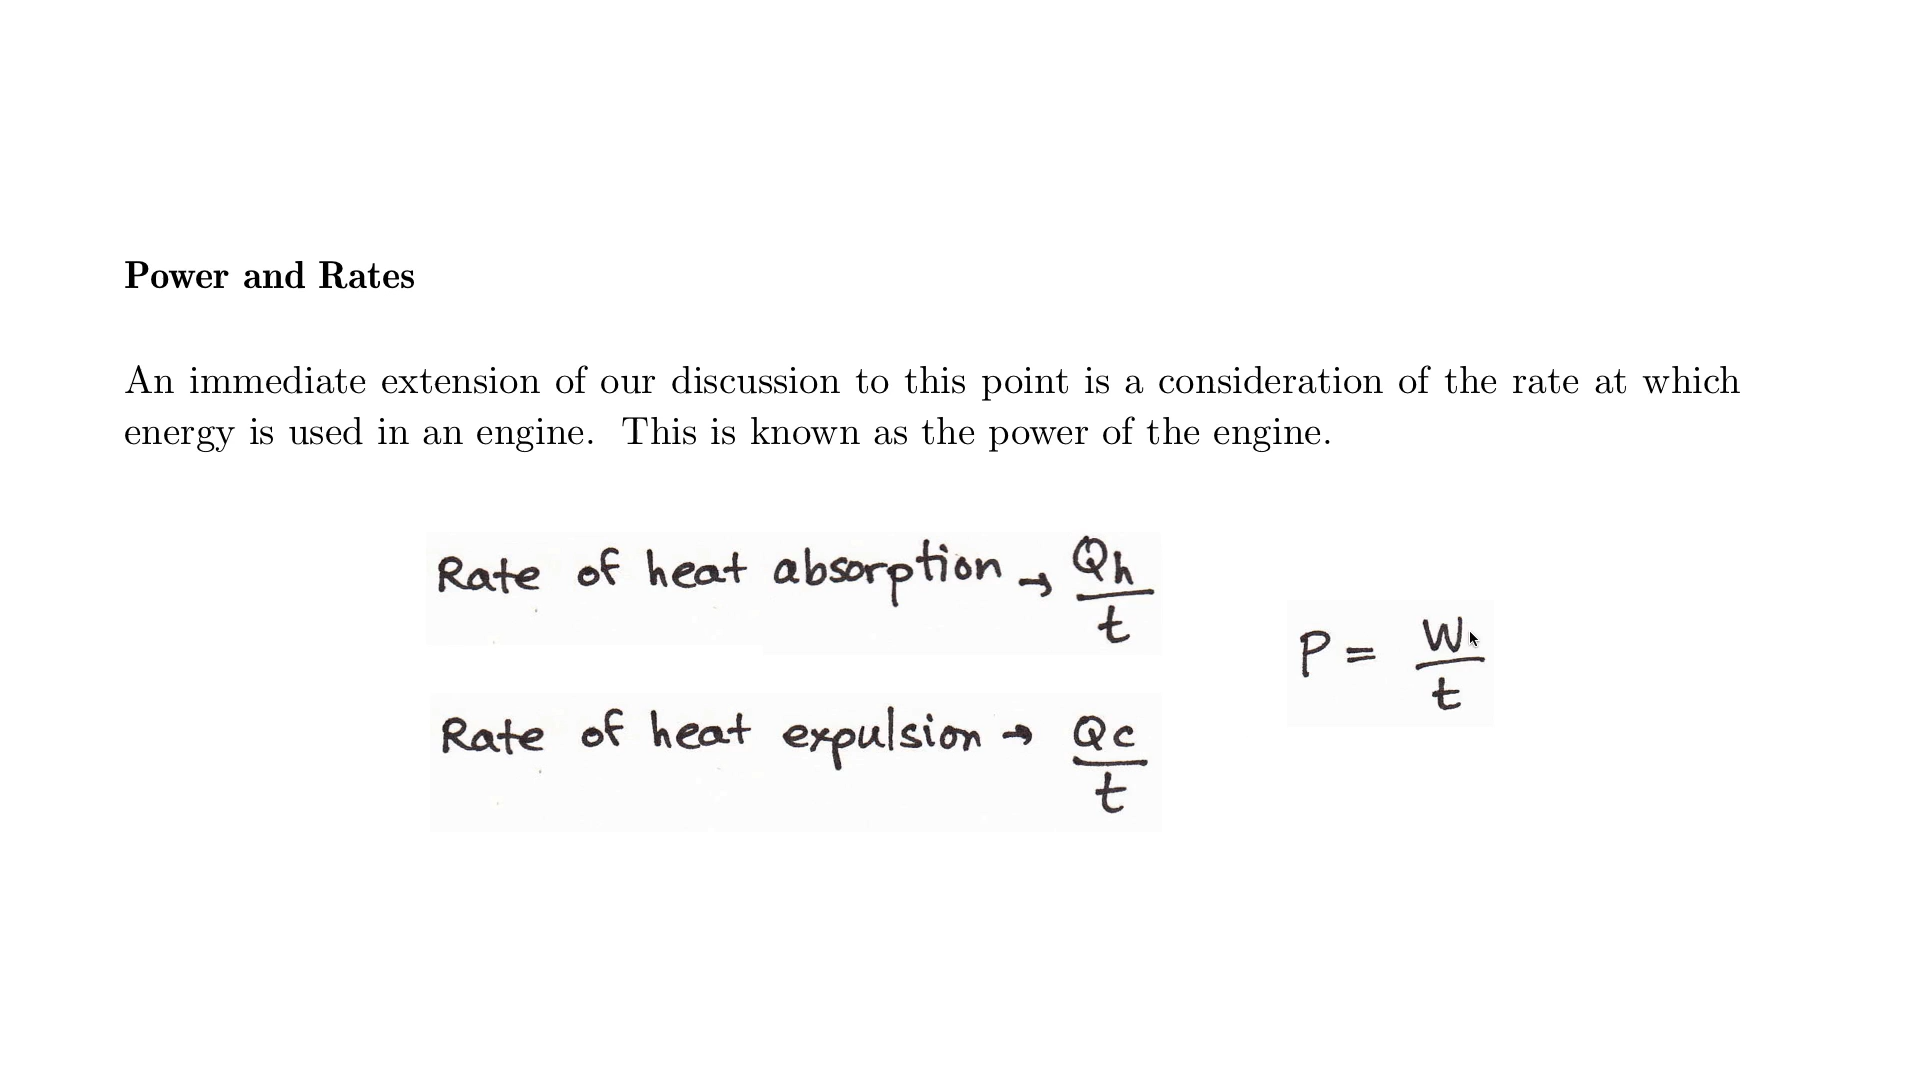 Power and Rates
An immediate extension of our discussion to this point is a consideration of the rate at which
energy is used in an engine. This is known as the power of the engine.
Rate of heat absorption → Qh/t
P = W/t
Rate of heat expulsion → Qc/t